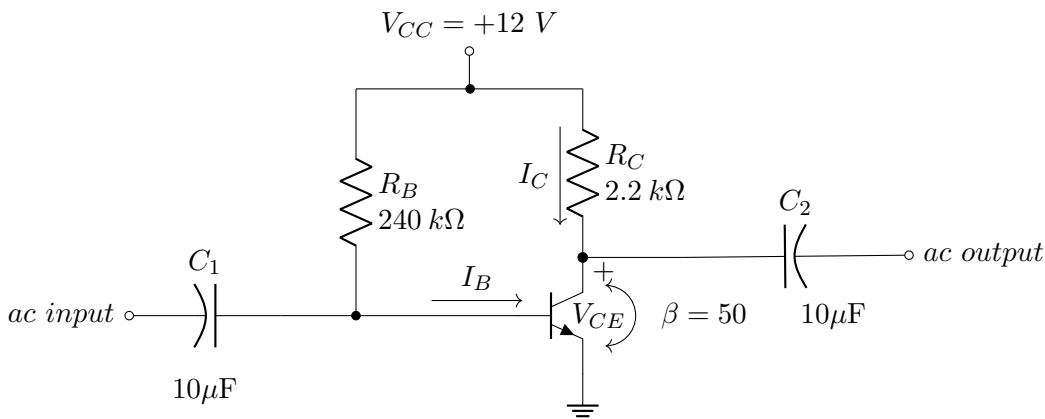 V_CC = +12 V
R_B
240 kΩ
I_C
R_C
2.2 kΩ
C_2
C_1
I_B
+
ac output
ac input
V_CE
β = 50
10μF
10μF